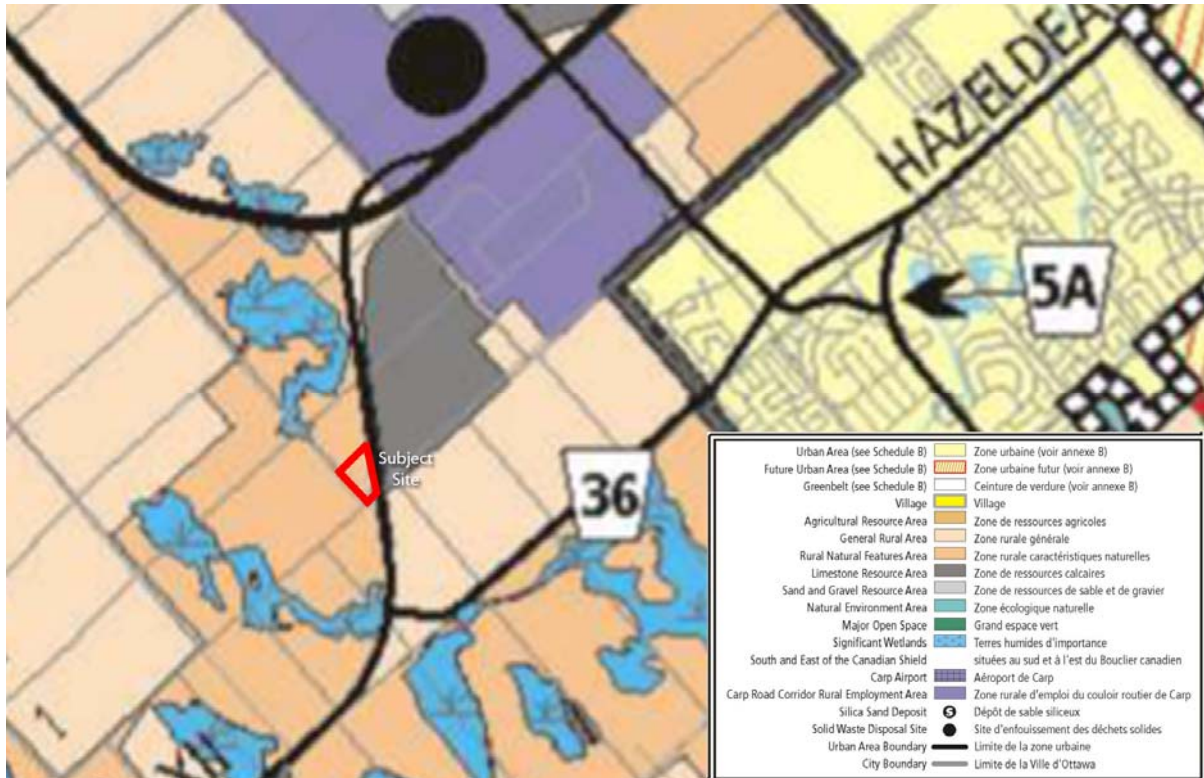 HAZELDEA
5A
Subject
Site
36
Urban Area (see Schedule B) Zone urbaine (voir annexe B)
Future Urban Area (see Schedule B) Zone urbaine futur (voir annexe B)
Greenbelt (see Schedule B) Ceinture de verdure (voir annexe B)
Village Village
Agricultural Resource Area Zone de ressources agricoles
General Rural Area Zone rurale générale
Rural Natural Features Area Zone rurale caractéristiques naturelles
Limestone Resource Area Zone de ressources calcaires
Sand and Gravel Resource Area Zone de ressources de sable et de gravier
Natural Environment Area Zone écologique naturelle
Major Open Space Grand espace vert
Significant Wetlands Terres humides d'importance
South and East of the Canadian Shield situées au sud et à l'est du Bouclier canadien
Carp Airport Aéroport de Carp
Carp Road Corridor Rural Employment Area Zone rurale d'emploi du couloir routier de Carp
Silica Sand Deposit S Dépôt de sable siliceux
Solid Waste Disposal Site Site d'enfouissement des déchets solides
Urban Area Boundary Limite de la zone urbaine
City Boundary Limite de la Ville d'Ottawa